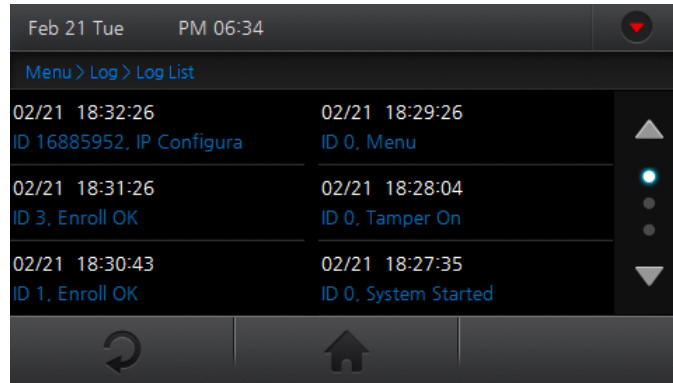 Feb 21 Tue PM 06:34
Menu > Log > Log List
02/21 18:32:26
ID 16885952, IP Configura
02/21 18:31:26
ID 3, Enroll OK
02/21 18:30:43
ID 1, Enroll OK
02/21 18:29:26
ID 0, Menu
02/21 18:28:04
ID 0, Tamper On
02/21 18:27:35
ID 0, System Started